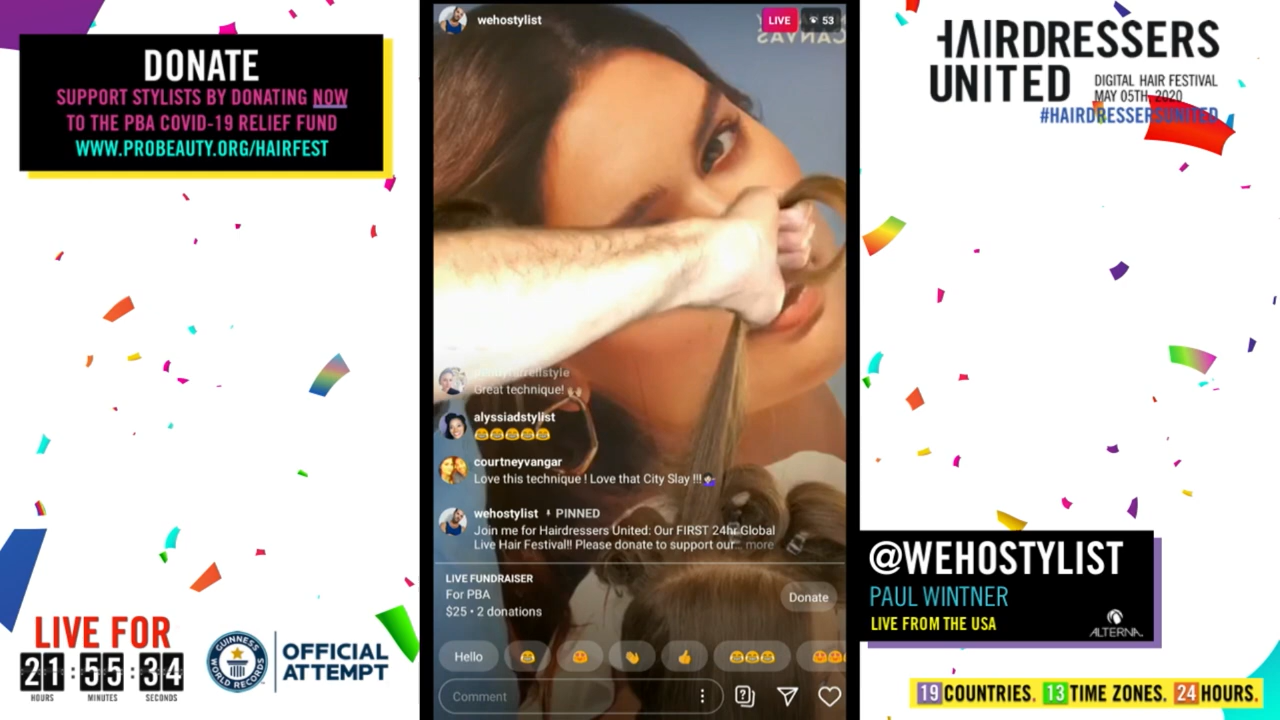 DONATE
SUPPORT STYLISTS BY DONATING NOW
TO THE PBA COVID-19 RELIEF FUND
WWW.PROBEAUTY.ORG/HAIRFEST
LIVE FOR
21:55:34
HOURS MINUTES SECONDS
GUINNESS
WORLD RECORDS
OFFICIAL
ATTEMPT
wehostylist
LIVE
53
CANVAS
Great technique! 🙌🏼
alyssiadstylist
😂😂😂😂😂
courtneyvangar
Love this technique ! Love that City Slay !!!💁🏻‍♀️
wehostylist PINNED
Join me for Hairdressers United: Our FIRST 24hr Global
Live Hair Festival!! Please donate to support our... more
LIVE FUNDRAISER
For PBA
$25 • 2 donations
Donate
Hello 😂 😍 👏 👍 😂😂😂 😍😍
Comment
HAIRDRESSERS
UNITED
DIGITAL HAIR FESTIVAL
MAY 05TH, 2020
#HAIRDRESSERSUNITED
@WEHOSTYLIST
PAUL WINTNER
LIVE FROM THE USA
ALTERNA
19 COUNTRIES. 13 TIME ZONES. 24 HOURS.